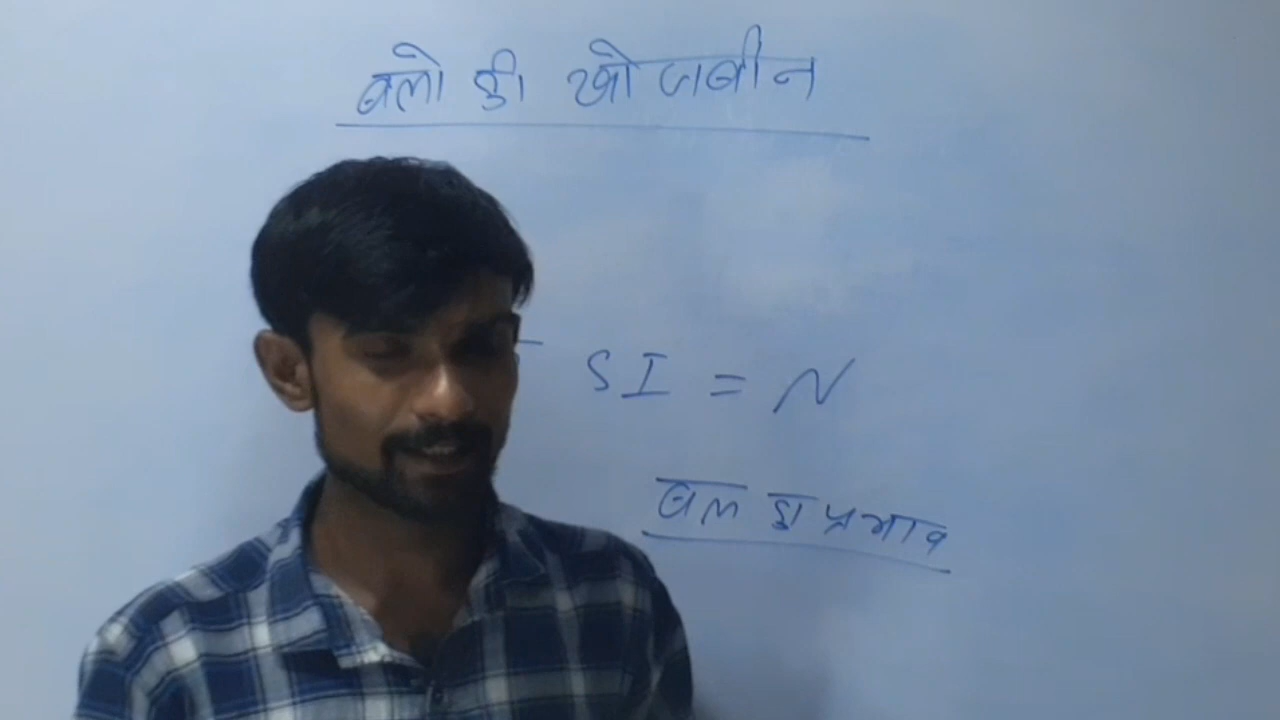 बलो की खोजबीन
SI = N
बल का प्रभाव